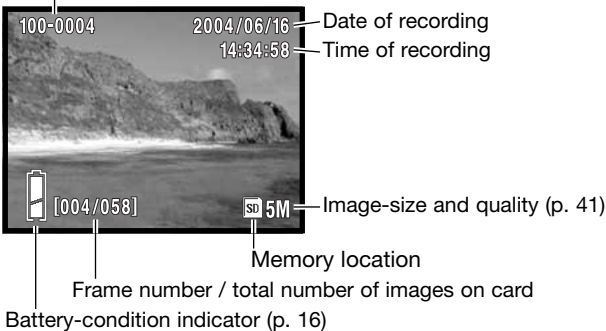 100-0004
2004/06/16
Date of recording
14:34:58
Time of recording
[004/058]
SD 5M
Image-size and quality (p. 41)
Memory location
Frame number / total number of images on card
Battery-condition indicator (p. 16)